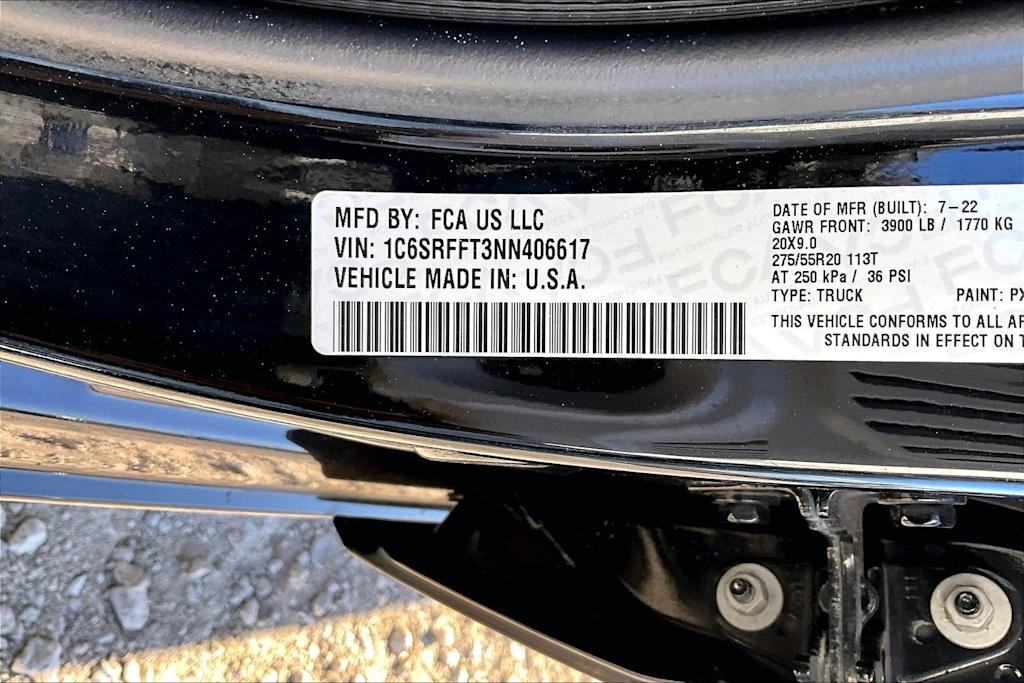 MFD BY: FCA US LLC
VIN: 1C6SRFFT3NN406617
VEHICLE MADE IN: U.S.A.
DATE OF MFR (BUILT): 7-22
GAWR FRONT: 3900 LB / 1770 KG
20X9.0
275/55R20 113T
AT 250 kPa / 36 PSI
TYPE: TRUCK PAINT: PX
THIS VEHICLE CONFORMS TO ALL
STANDARDS IN EFFECT ON